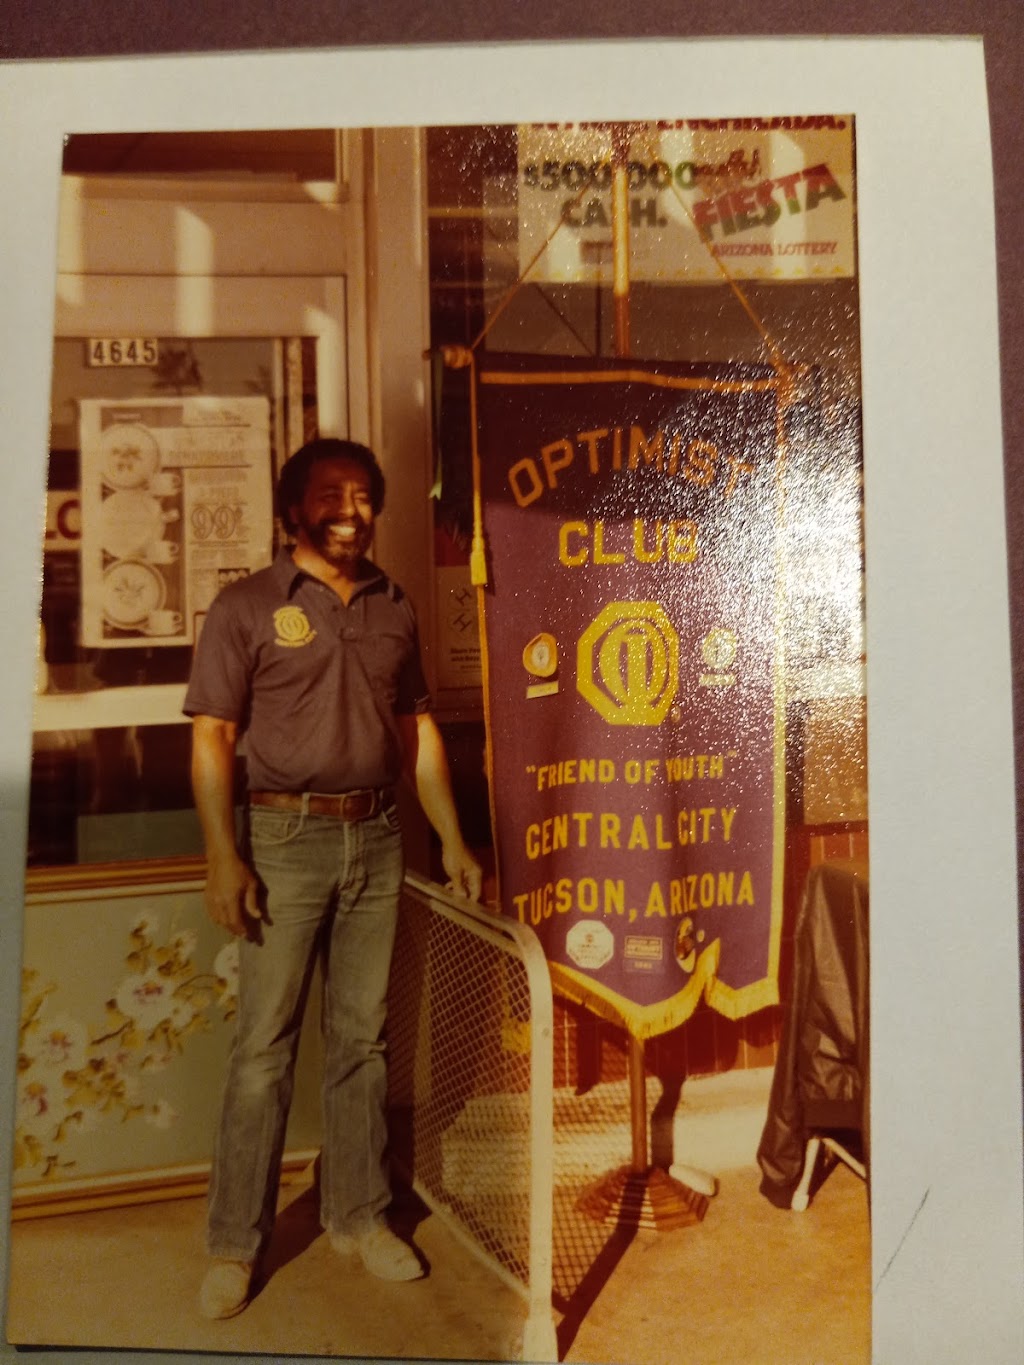 ENCHILADA.
$500,000
CASH.
FIESTA
ARIZONA LOTTERY
4645
99¢
OPTIMIST
CLUB
"FRIEND OF YOUTH"
CENTRAL CITY
TUCSON, ARIZONA